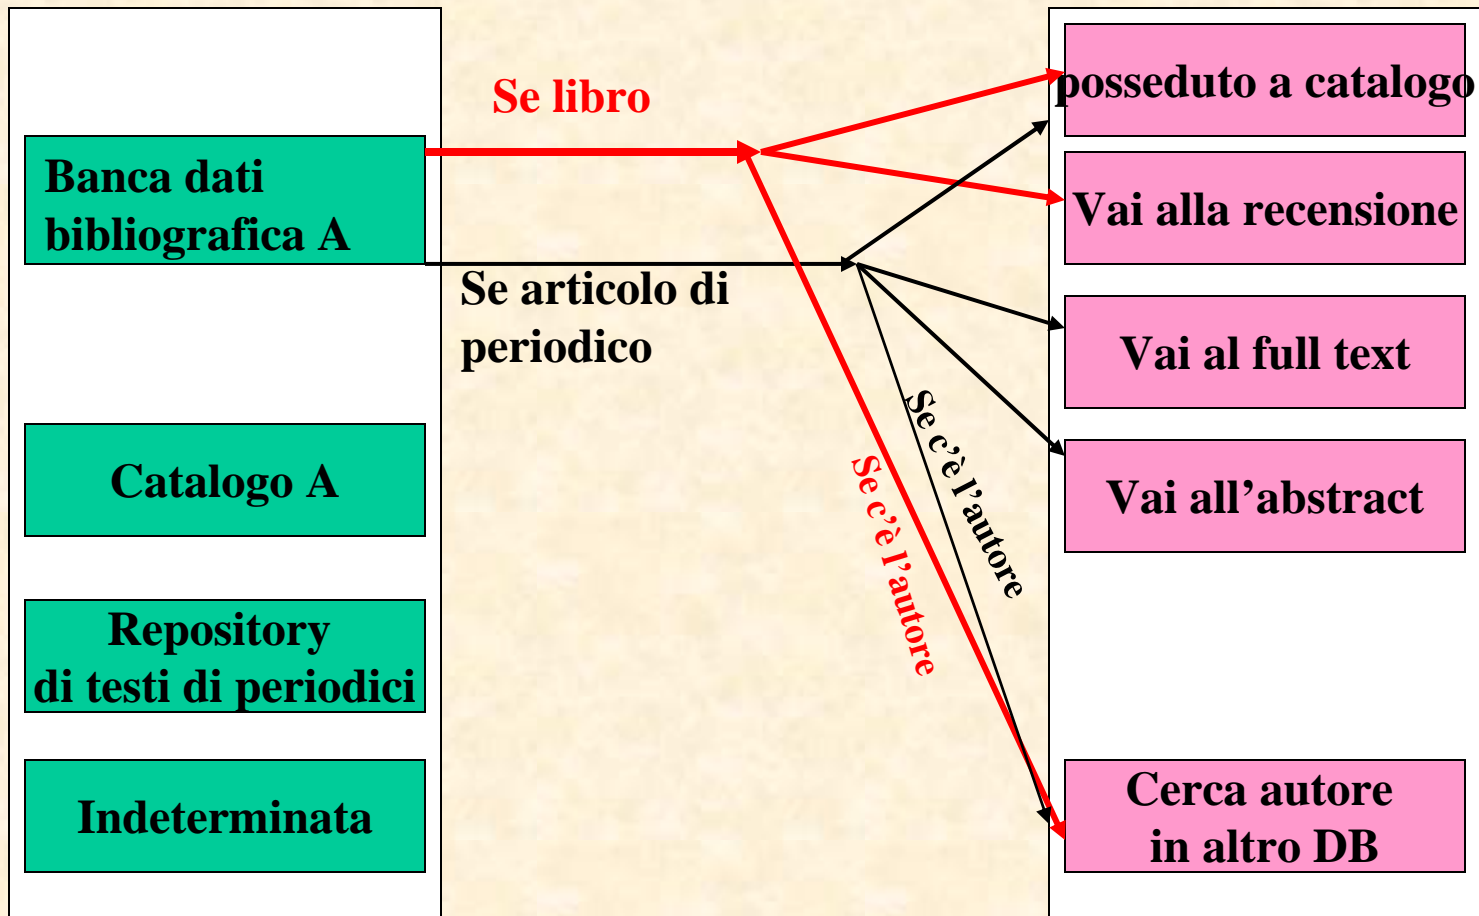 Banca dati
bibliografica A
Catalogo A
Repository
di testi di periodici
Indeterminata
Se libro
Se articolo di
periodico
Se c’è l’autore
Se c’è l’autore
posseduto a catalogo
Vai alla recensione
Vai al full text
Vai all’abstract
Cerca autore
in altro DB